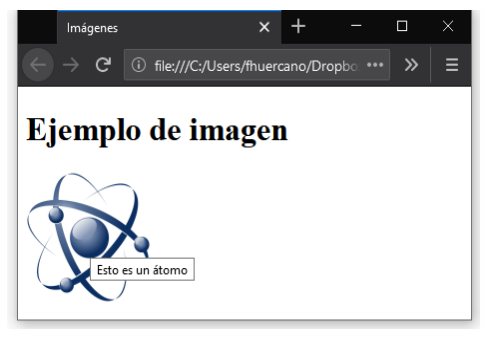 Imágenes
file:///C:/Users/fhuercano/Dropbo
Ejemplo de imagen
Esto es un átomo